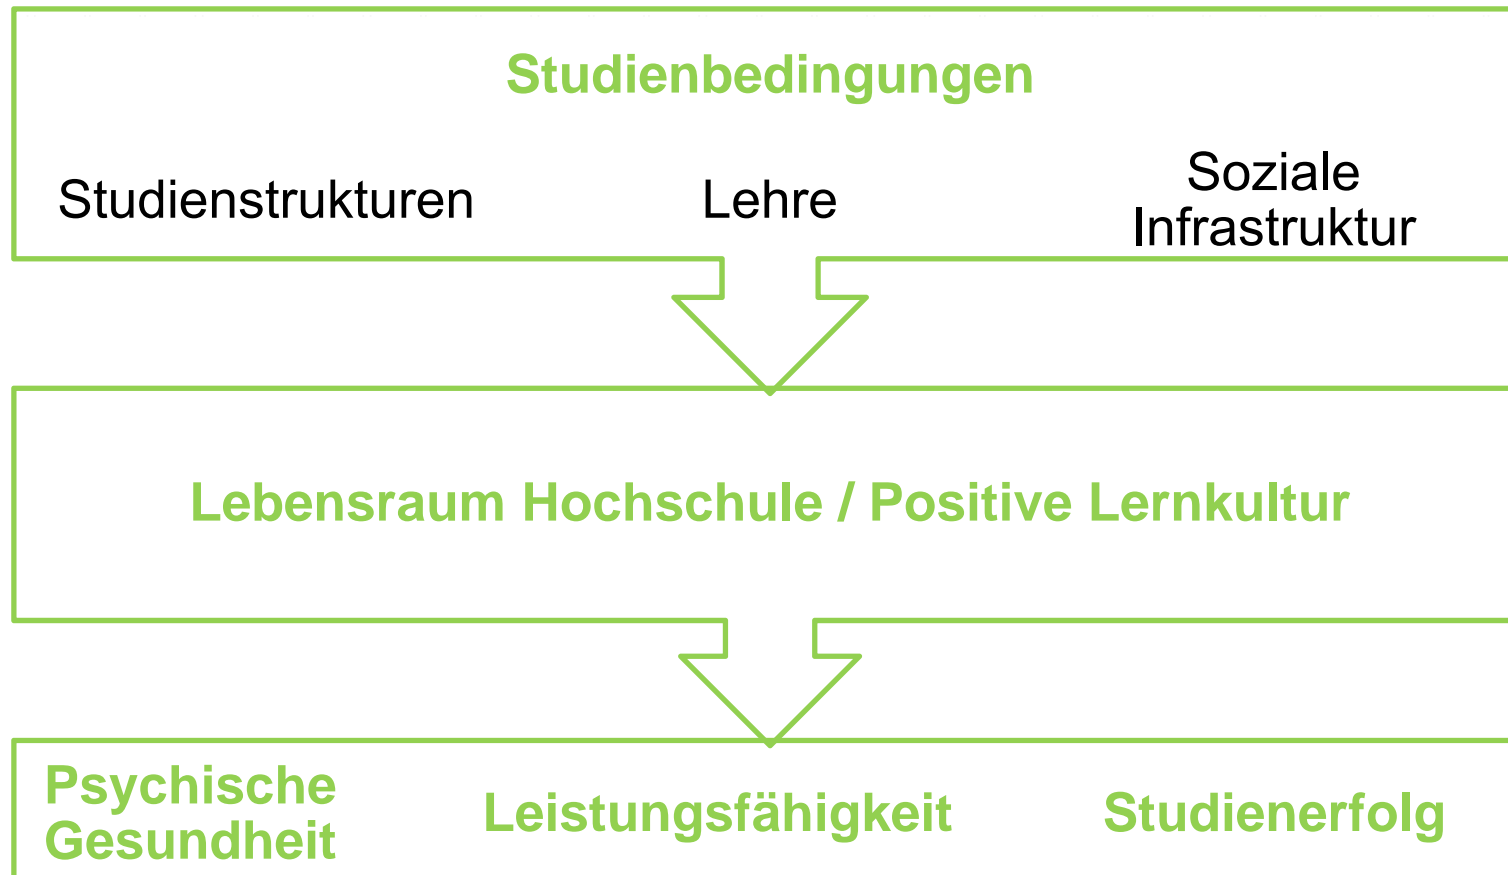 Studienbedingungen
Studienstrukturen
Lehre
Soziale
Infrastruktur
Lebensraum Hochschule / Positive Lernkultur
Psychische
Gesundheit
Leistungsfähigkeit
Studienerfolg